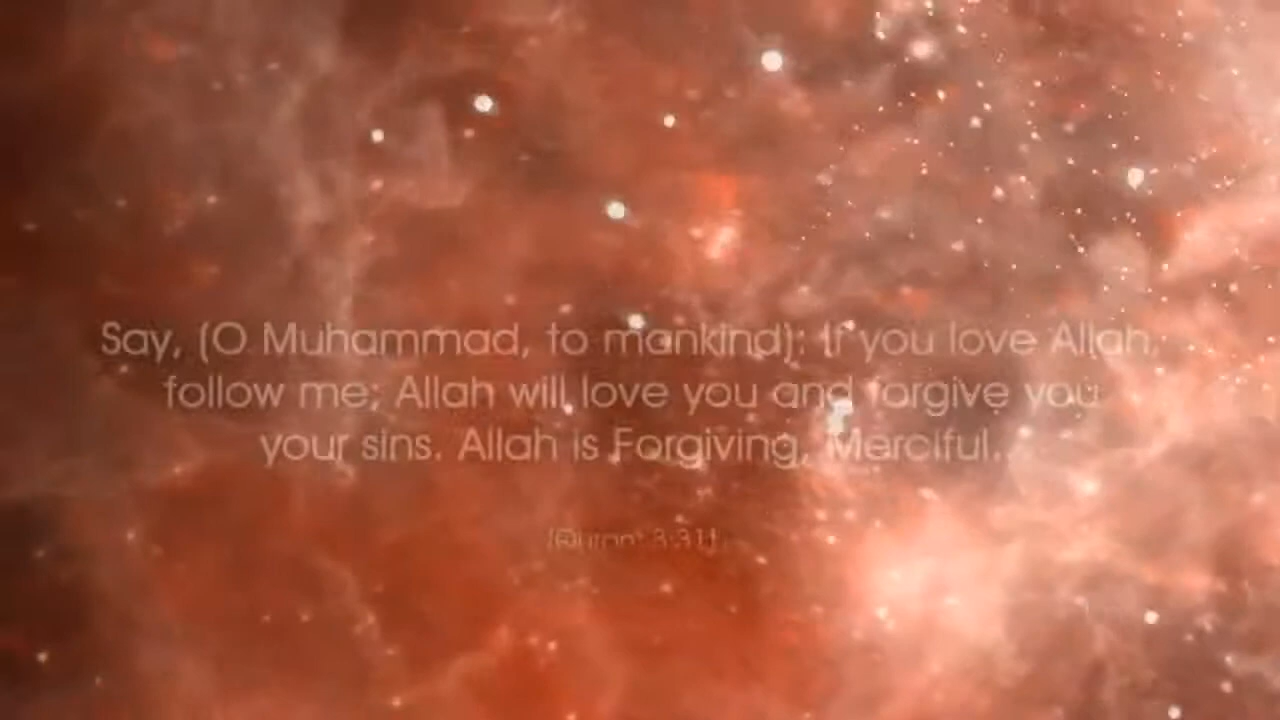 Say, (O Muhammad, to mankind): If you love Allah,
follow me; Allah will love you and forgive you
your sins. Allah is Forgiving, Merciful..
(Quran: 3:31)